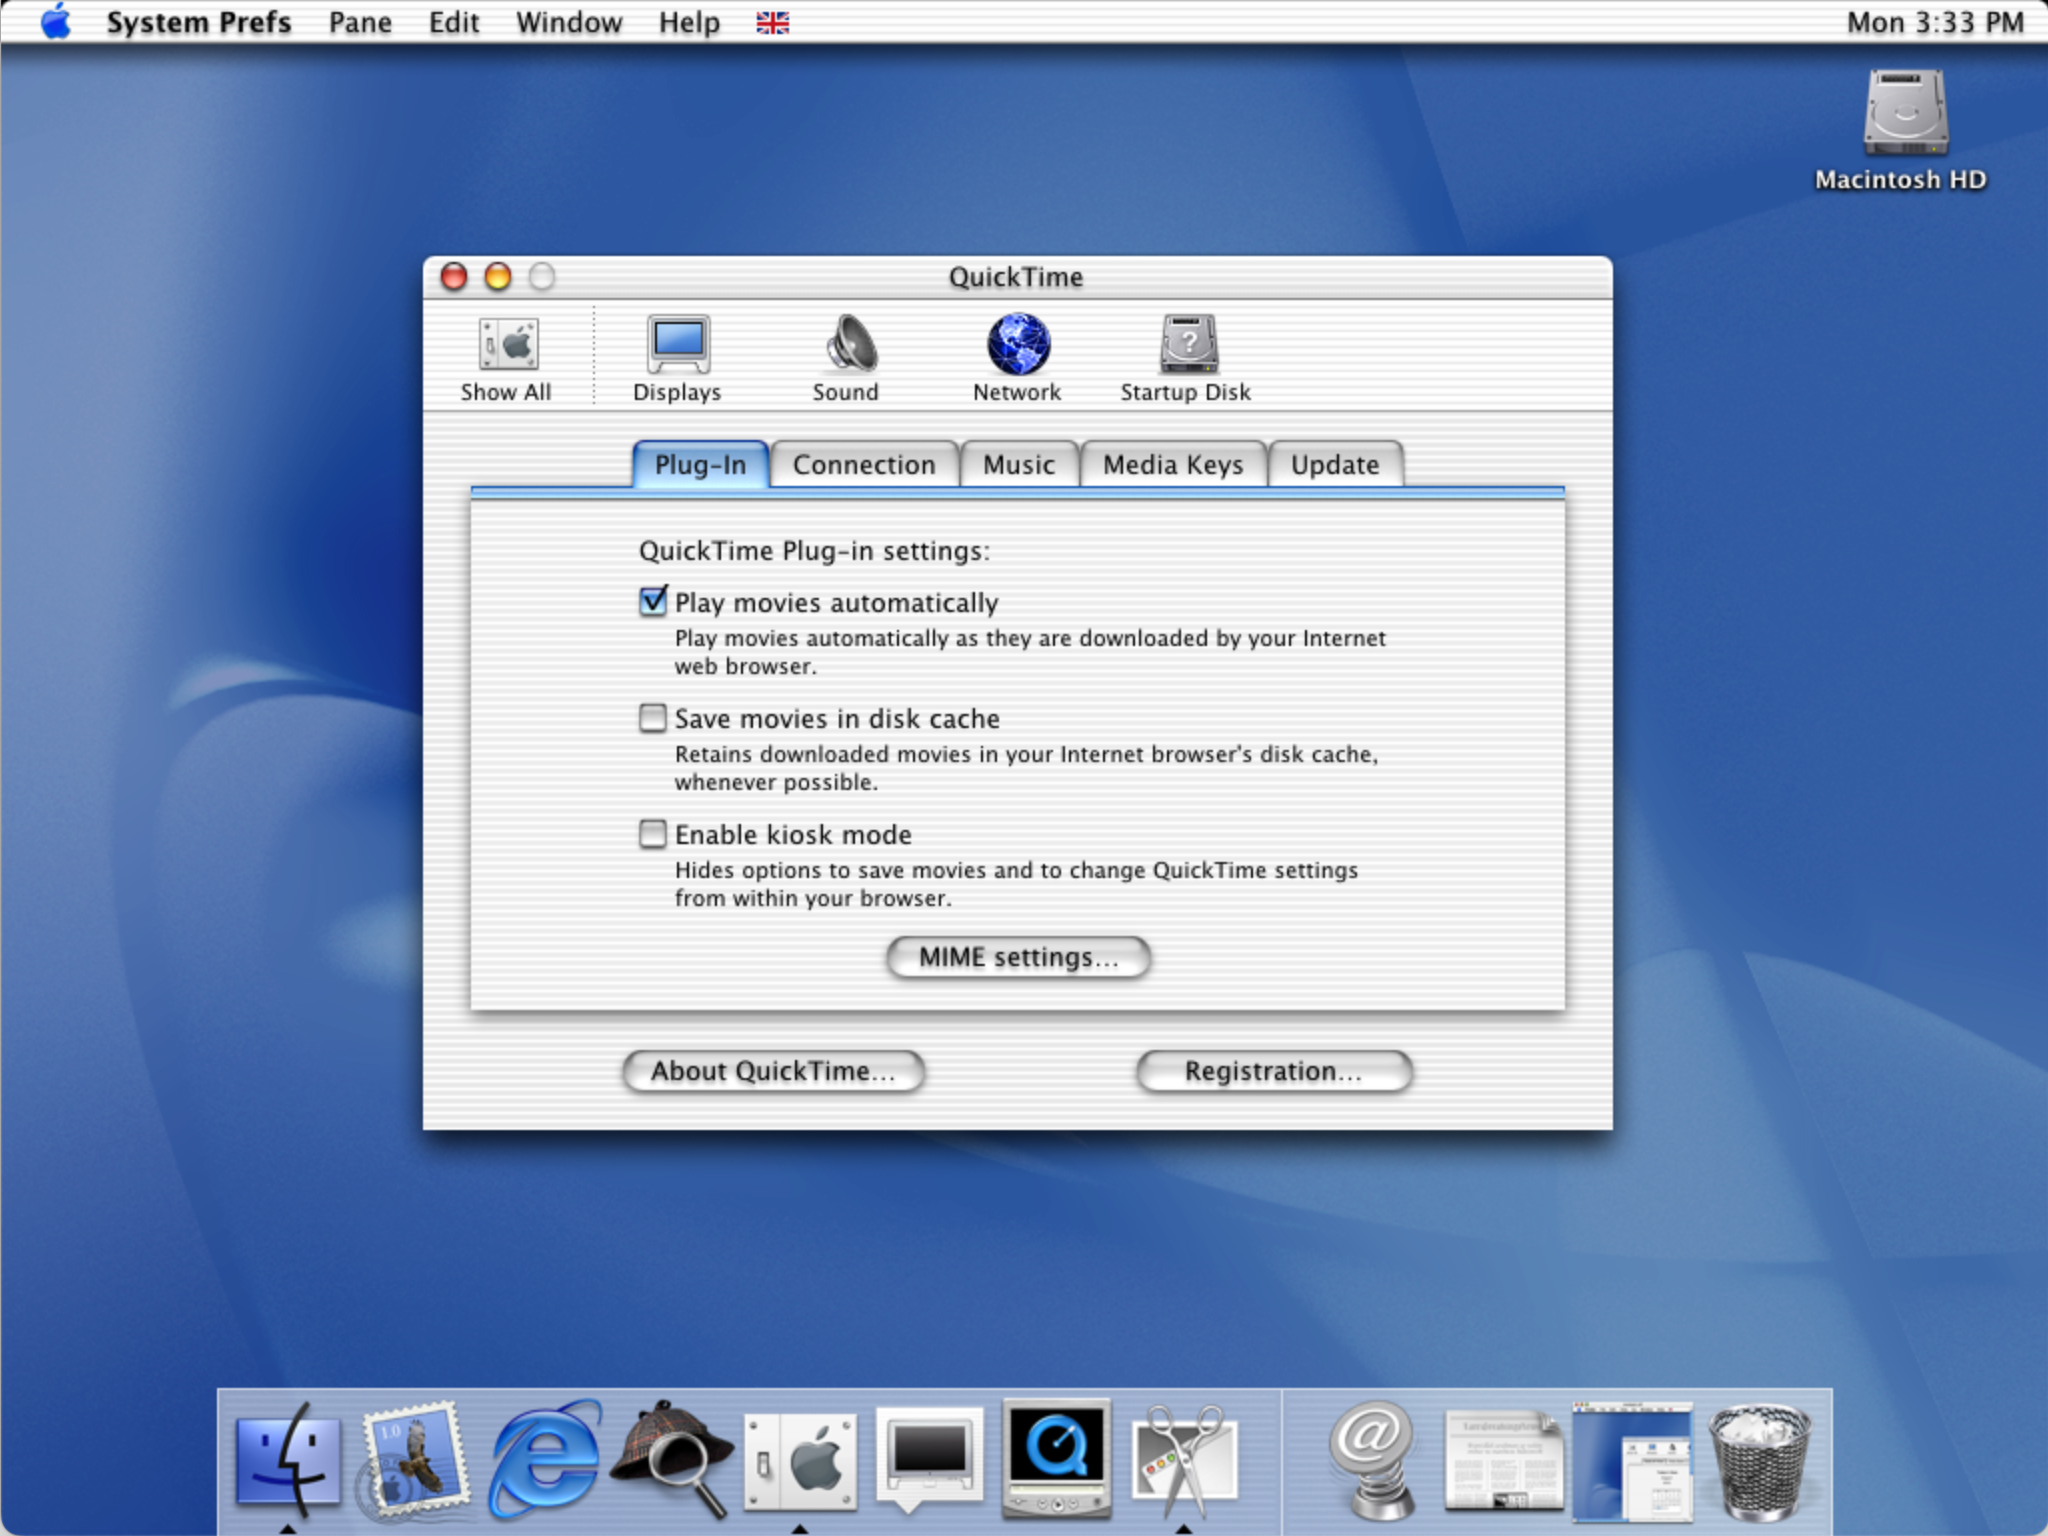 System Prefs Pane Edit Window Help Mon 3:33 PM
Macintosh HD
QuickTime
Show All Displays Sound Network Startup Disk
Plug-In Connection Music Media Keys Update
QuickTime Plug-in settings:
Play movies automatically
Play movies automatically as they are downloaded by your Internet
web browser.
Save movies in disk cache
Retains downloaded movies in your Internet browser's disk cache,
whenever possible.
Enable kiosk mode
Hides options to save movies and to change QuickTime settings
from within your browser.
MIME settings...
About QuickTime...
Registration...
1.0
@